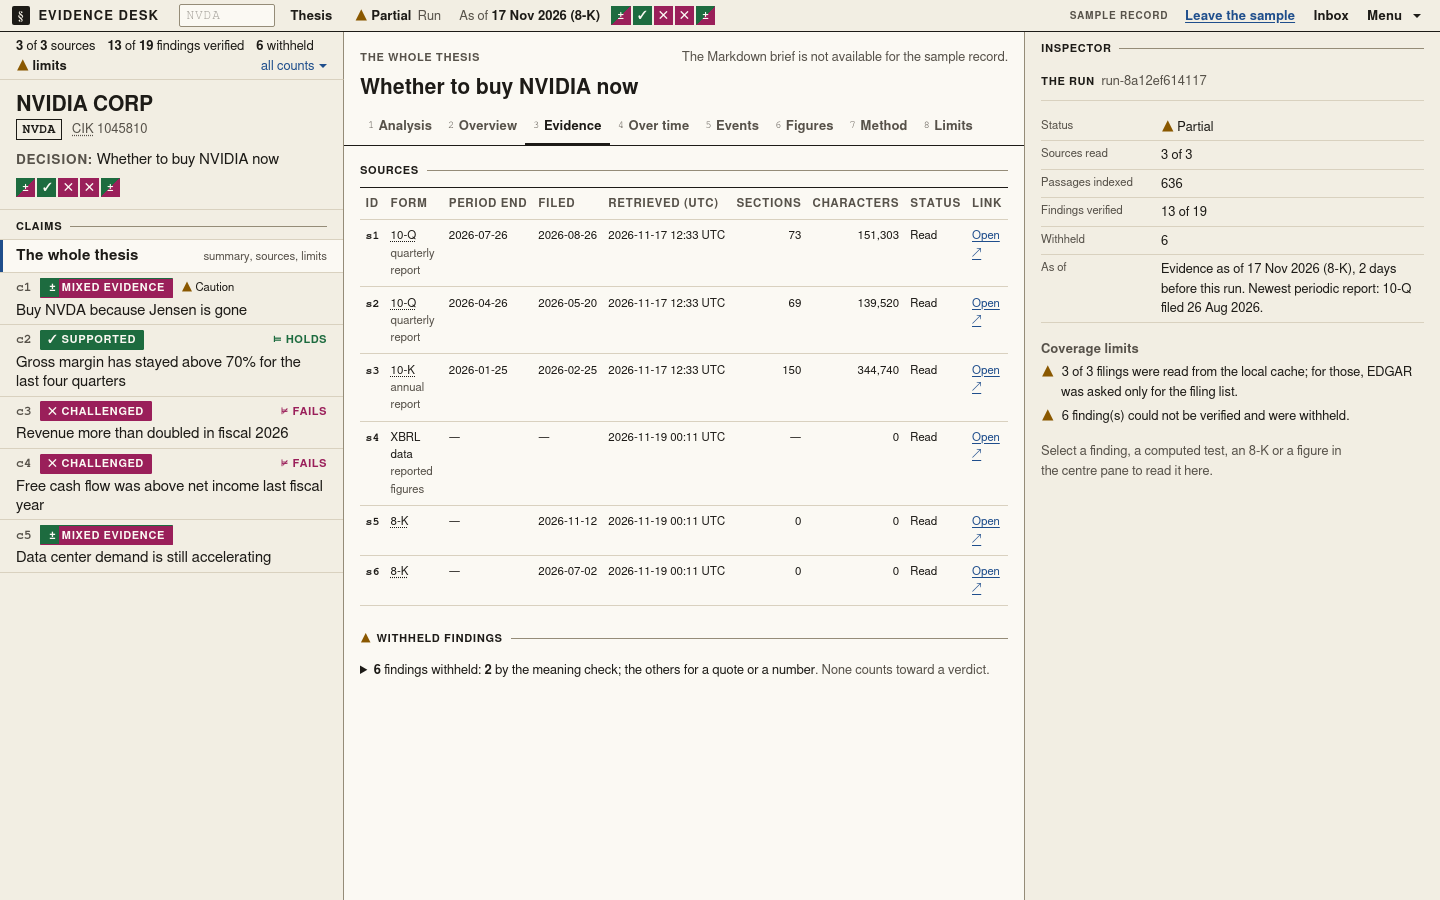 § EVIDENCE DESK NVDA Thesis Partial Run As of 17 Nov 2026 (8-K) ± ✓ ✕ ✕ ± SAMPLE RECORD Leave the sample Inbox Menu
3 of 3 sources 13 of 19 findings verified 6 withheld
limits all counts
NVIDIA CORP
NVDA CIK 1045810
DECISION: Whether to buy NVIDIA now
± ✓ ✕ ✕ ±
CLAIMS
The whole thesis summary, sources, limits
c1 ± MIXED EVIDENCE Caution
Buy NVDA because Jensen is gone
c2 ✓ SUPPORTED ⊨ HOLDS
Gross margin has stayed above 70% for the
last four quarters
c3 ✕ CHALLENGED ⊭ FAILS
Revenue more than doubled in fiscal 2026
c4 ✕ CHALLENGED ⊭ FAILS
Free cash flow was above net income last fiscal
year
c5 ± MIXED EVIDENCE
Data center demand is still accelerating
THE WHOLE THESIS The Markdown brief is not available for the sample record.
Whether to buy NVIDIA now
1 Analysis 2 Overview 3 Evidence 4 Over time 5 Events 6 Figures 7 Method 8 Limits
SOURCES
ID FORM PERIOD END FILED RETRIEVED (UTC) SECTIONS CHARACTERS STATUS LINK
s1 10-Q 2026-07-26 2026-08-26 2026-11-17 12:33 UTC 73 151,303 Read Open
quarterly ↗
report
s2 10-Q 2026-04-26 2026-05-20 2026-11-17 12:33 UTC 69 139,520 Read Open
quarterly ↗
report
s3 10-K 2026-01-25 2026-02-25 2026-11-17 12:33 UTC 150 344,740 Read Open
annual ↗
report
s4 XBRL — — 2026-11-19 00:11 UTC — 0 Read Open
data ↗
reported
figures
s5 8-K — 2026-11-12 2026-11-19 00:11 UTC 0 0 Read Open
↗
s6 8-K — 2026-07-02 2026-11-19 00:11 UTC 0 0 Read Open
↗
WITHHELD FINDINGS
6 findings withheld: 2 by the meaning check; the others for a quote or a number. None counts toward a verdict.
INSPECTOR
THE RUN run-8a12ef614117
Status Partial
Sources read 3 of 3
Passages indexed 636
Findings verified 13 of 19
Withheld 6
As of Evidence as of 17 Nov 2026 (8-K), 2 days
before this run. Newest periodic report: 10-Q
filed 26 Aug 2026.
Coverage limits
3 of 3 filings were read from the local cache; for those, EDGAR
was asked only for the filing list.
6 finding(s) could not be verified and were withheld.
Select a finding, a computed test, an 8-K or a figure in
the centre pane to read it here.